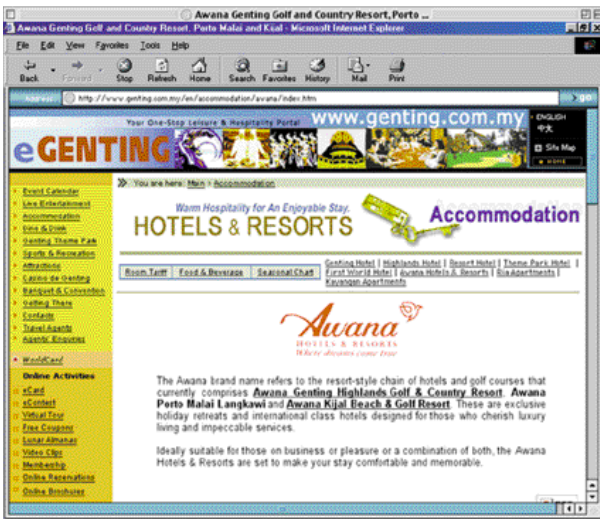 Awana Genting Golf and Country Resort, Porto ...
Awana Genting Golf and Country Resort. Porto Malai and Kijal - Microsoft Internet Explorer
File Edit View Favorites Tools Help
Back Forward Stop Refresh Home Search Favorites History Mail Print
Address http://www.genting.com.my/en/accommodation/awana/index.htm go
Your One-Stop Leisure & Hospitality Portal www.genting.com.my
eGENTING
ENGLISH
中文
Site Map
HOME
You are here: Main > Accommodation
Warm Hospitality for An Enjoyable Stay.
HOTELS & RESORTS
Accommodation
Room Tariff Food & Beverage Seasonal Chart
Genting Hotel | Highlands Hotel | Resort Hotel | Theme Park Hotel |
First World Hotel | Awana Hotels & Resorts | Ria Apartments |
Kayangan Apartments
Event Calendar
Live Entertainment
Accommodation
Dine & Drink
Genting Theme Park
Sports & Recreation
Attractions
Casino de Genting
Banquet & Convention
Getting There
Contacts
Travel Agents
Agents' Enquiries
WorldCard
Online Activities
eCard
eContest
Virtual Tour
Free Coupons
Lunar Almanac
Video Clips
Membership
Online Reservations
Online Brochures
Awana
HOTELS & RESORTS
Where dreams come true
The Awana brand name refers to the resort-style chain of hotels and golf courses that
currently comprises Awana Genting Highlands Golf & Country Resort. Awana
Porto Malai Langkawi and Awana Kijal Beach & Golf Resort. These are exclusive
holiday retreats and international class hotels designed for those who cherish luxury
living and impeccable services.
Ideally suitable for those on business or pleasure or a combination of both, the Awana
Hotels & Resorts are set to make your stay comfortable and memorable.